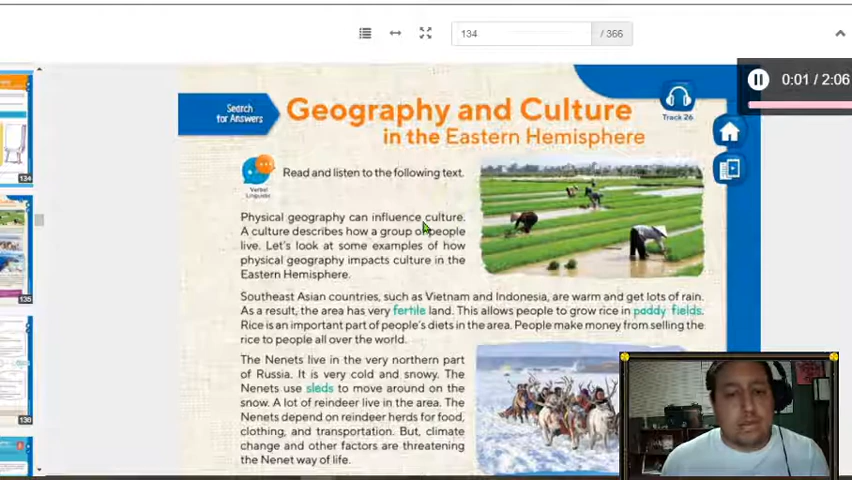 134 / 366
0:01 / 2:06
Search
for Answers
Geography and Culture
in the Eastern Hemisphere
Track 26
Verbal
Linguistic
Read and listen to the following text.
Physical geography can influence culture.
A culture describes how a group of people
live. Let's look at some examples of how
physical geography impacts culture in the
Eastern Hemisphere.
Southeast Asian countries, such as Vietnam and Indonesia, are warm and get lots of rain.
As a result, the area has very fertile land. This allows people to grow rice in paddy fields.
Rice is an important part of people's diets in the area. People make money from selling the
rice to people all over the world.
The Nenets live in the very northern part
of Russia. It is very cold and snowy. The
Nenets use sleds to move around on the
snow. A lot of reindeer live in the area. The
Nenets depend on reindeer herds for food,
clothing, and transportation. But, climate
change and other factors are threatening
the Nenet way of life.
134
135
136